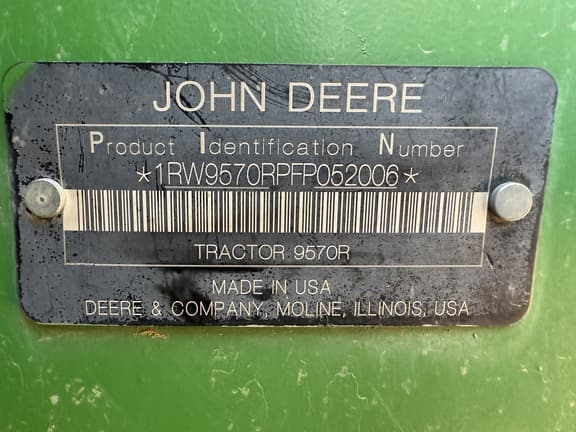 JOHN DEERE
Product Identification Number
*1RW9570RPFP052006*
TRACTOR 9570R
MADE IN USA
DEERE & COMPANY, MOLINE, ILLINOIS, USA